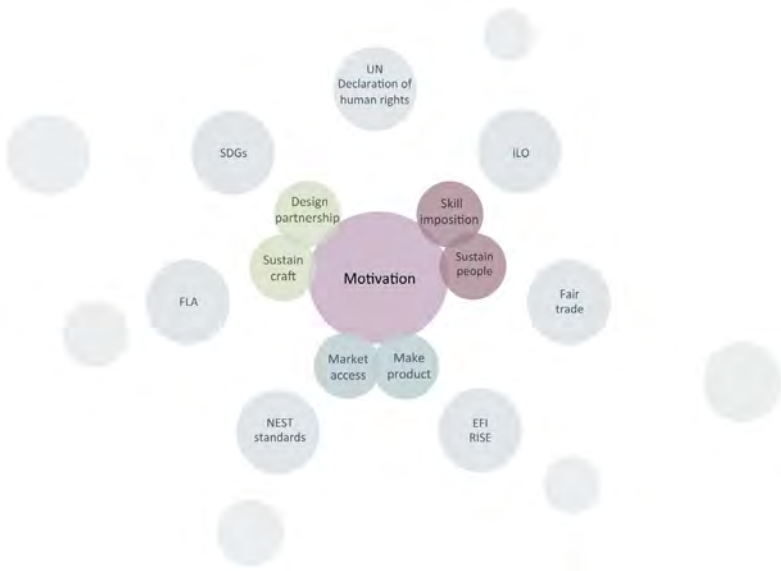 UN
Declaration of
human rights
SDGs
ILO
Design
partnership
Skill
imposition
Sustain
craft
Sustain
people
Motivation
FLA
Fair
trade
Market
access
Make
product
NEST
standards
EFI
RISE